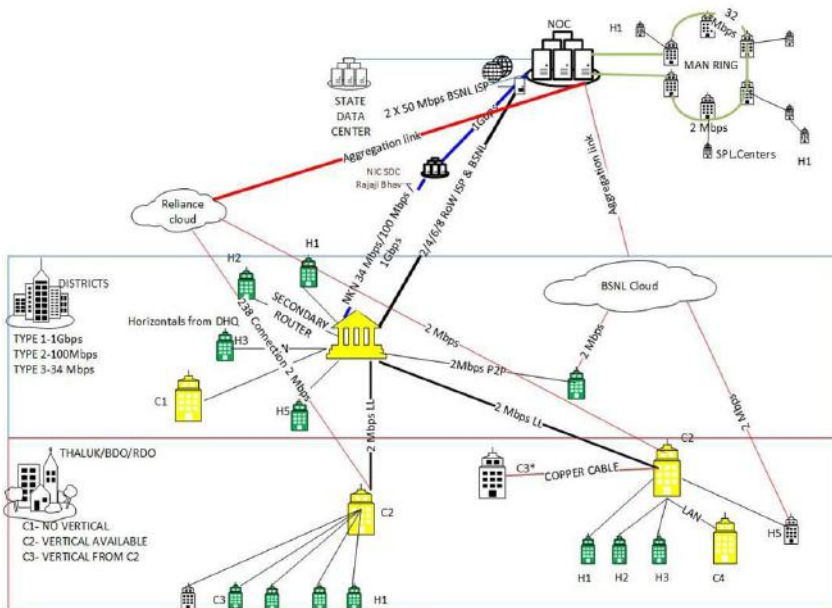 NOC
32 Mbps
H1
MAN RING
2 Mbps
SPL.Centers
H1
STATE DATA CENTER
2 X 50 Mbps BSNL ISP
1Gbps
Aggregation link
NIC SDC
Rajaji Bhav
2/4/6/8 RoW ISP & BSNL
Aggregation link
Reliance cloud
NKN 34 Mbps/100 Mbps /
1Gbps
H2
H1
BSNL Cloud
DISTRICTS
TYPE 1-1Gbps
TYPE 2-100Mbps
TYPE 3-34 Mbps
SECONDARY ROUTER
Horizontals from DHQ
H3
N
238 Connection 2 Mbps
2 Mbps
2Mbps P2P
2 Mbps
2 Mbps
C1
H5
2 Mbps LL
2 Mbps LL
C2
THALUK/BDO/RDO
C1- NO VERTICAL
C2- VERTICAL AVAILABLE
C3- VERTICAL FROM C2
C3*
COPPER CABLE
C2
LAN
H5
H1
H2
H3
C4
C3
H1